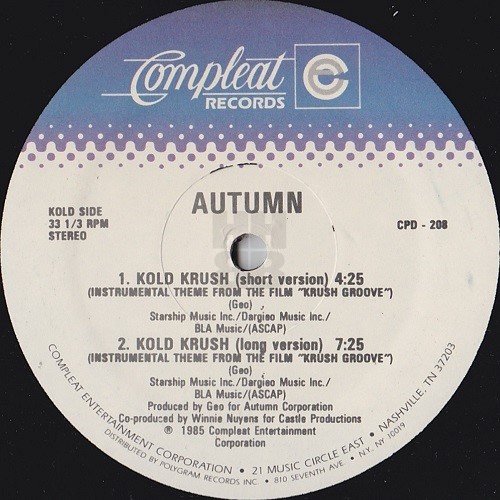 Compleat
RECORDS
AUTUMN
KOLD SIDE
33 1/3 RPM
STEREO
CPD - 208
1. KOLD KRUSH (short version) 4:25
(INSTRUMENTAL THEME FROM THE FILM "KRUSH GROOVE")
(Geo)
Starship Music Inc./Dargieo Music Inc./
BLA Music/(ASCAP)
2. KOLD KRUSH (long version) 7:25
(INSTRUMENTAL THEME FROM THE FILM "KRUSH GROOVE")
(Geo)
Starship Music Inc./Dargieo Music Inc./
BLA Music/(ASCAP)
Produced by Geo for Autumn Corporation
Co-produced by Winnie Nuyens for Castle Productions
℗ 1985 Compleat Entertainment
Corporation
COMPLEAT ENTERTAINMENT CORPORATION • 21 MUSIC CIRCLE EAST • NASHVILLE, TN 37203
DISTRIBUTED BY POLYGRAM RECORDS INC • 810 SEVENTH AVE • N.Y. NY 10019